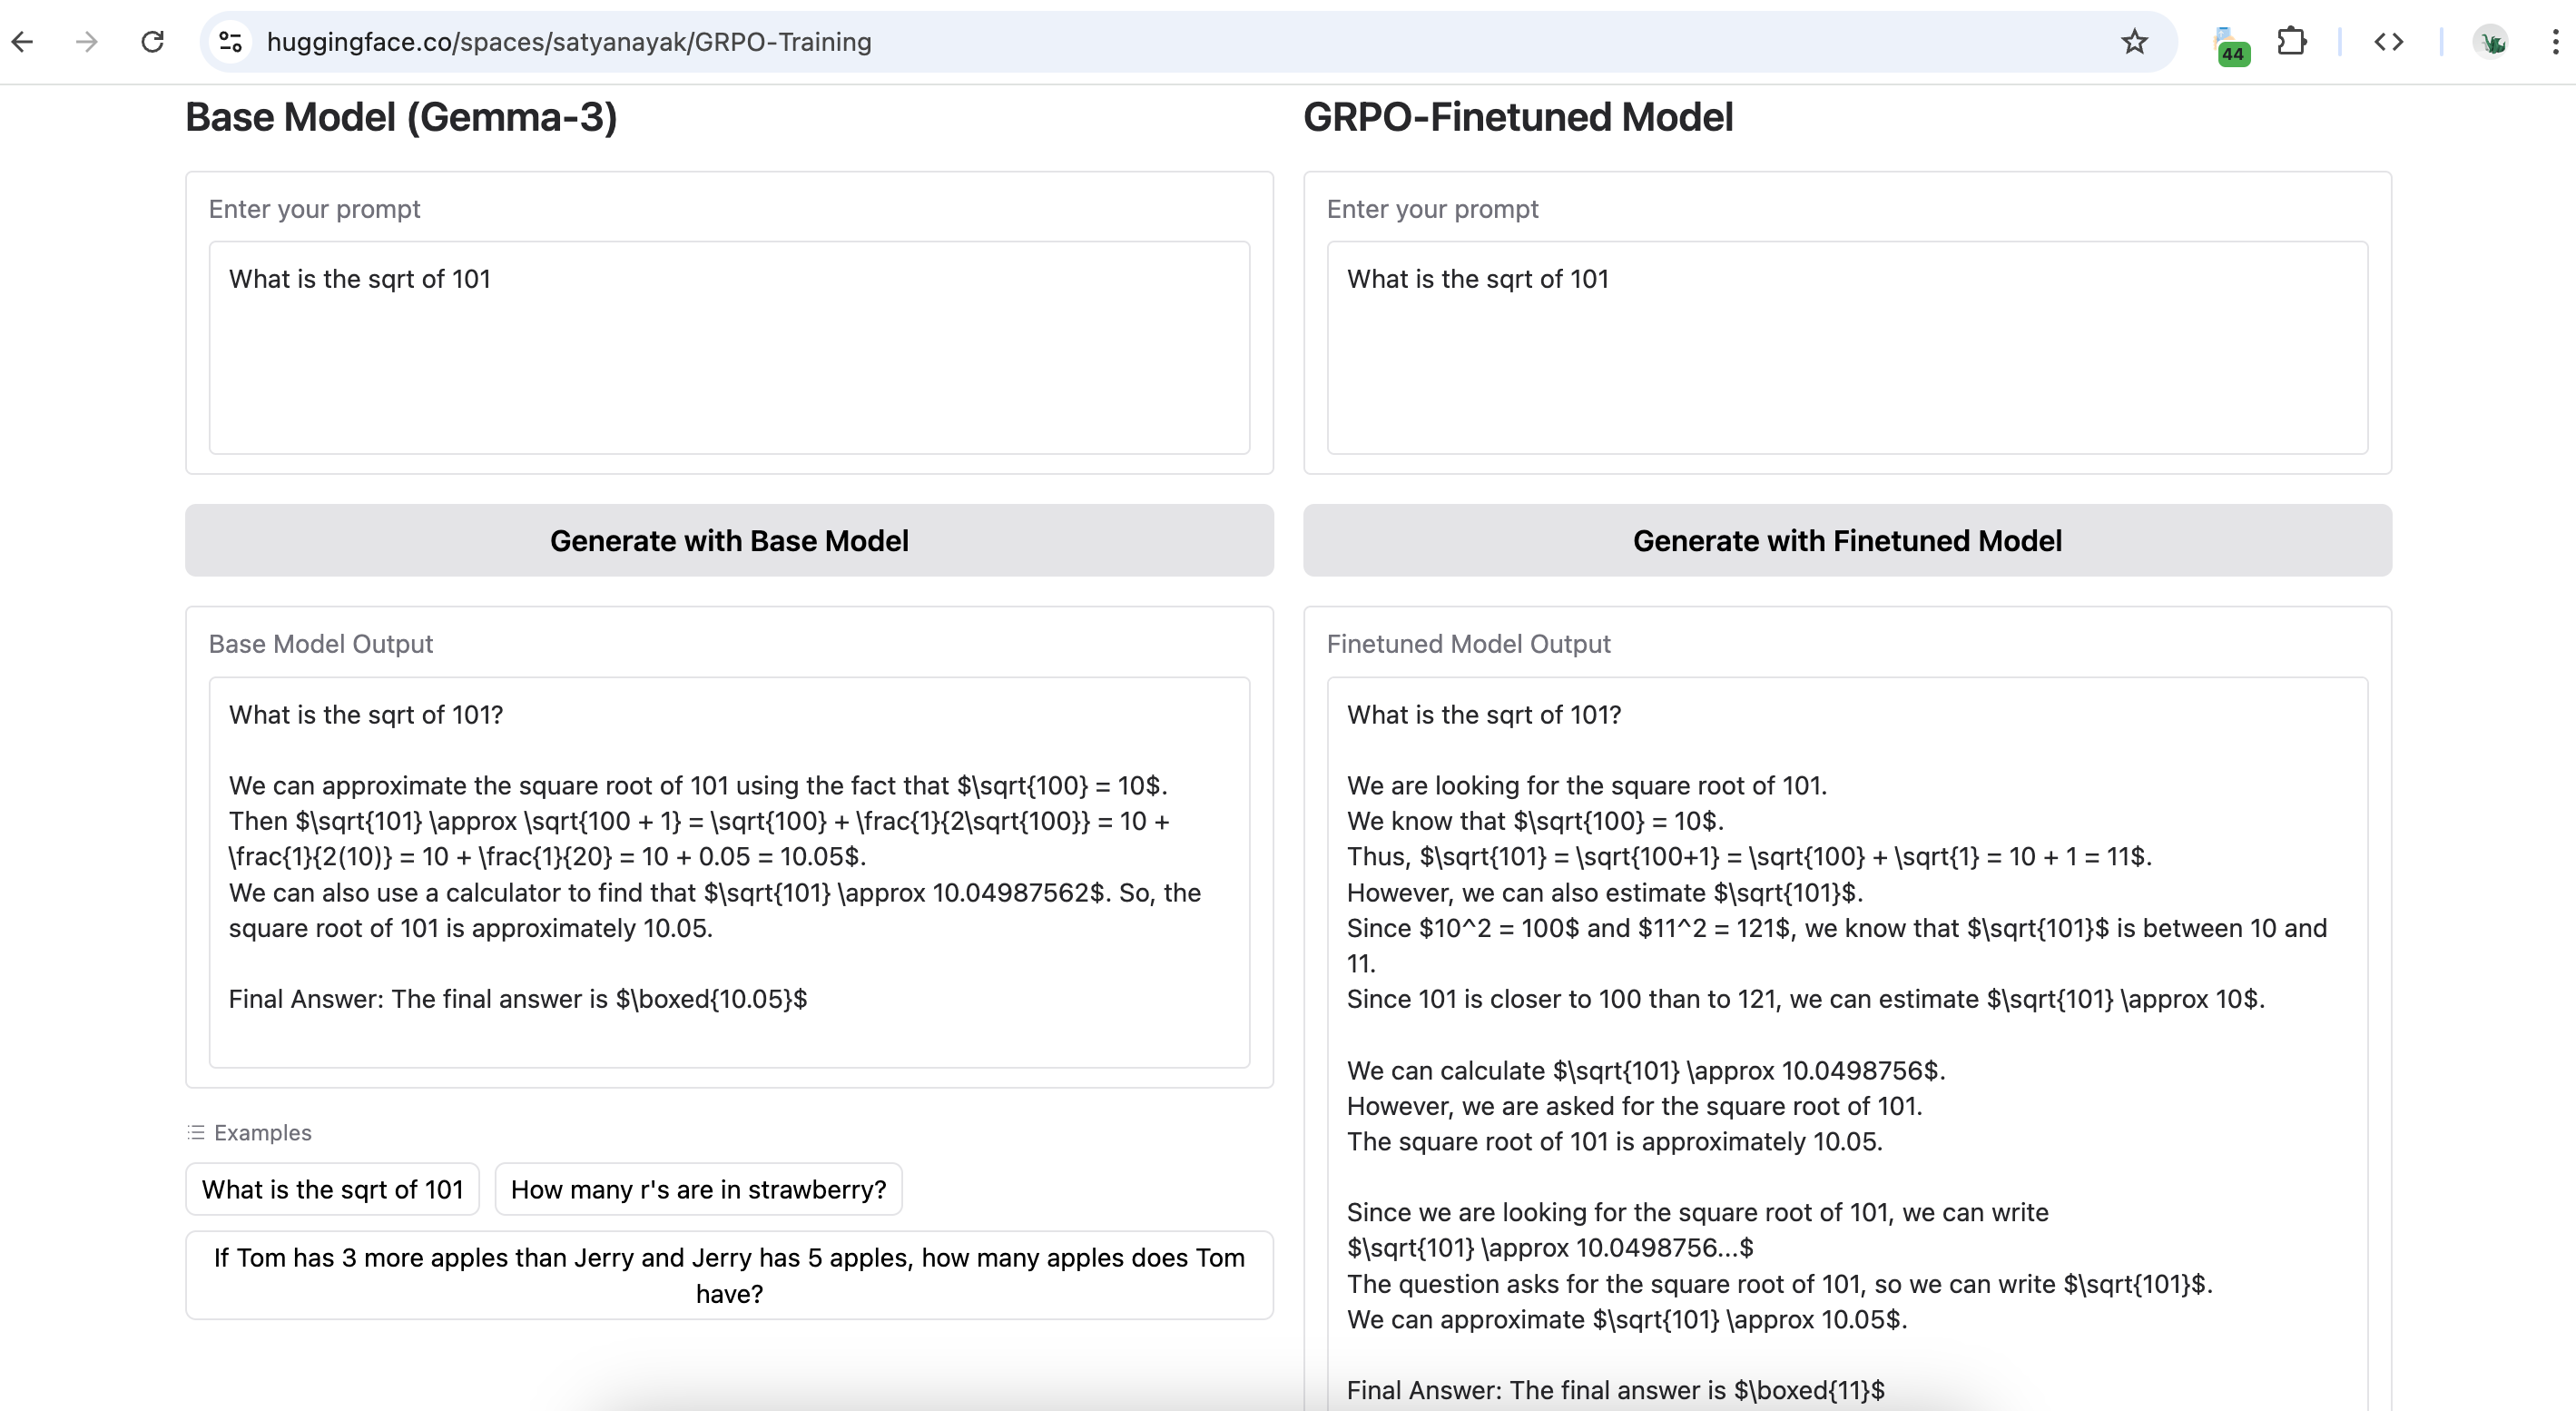 huggingface.co/spaces/satyanayak/GRPO-Training
44
Base Model (Gemma-3)
Enter your prompt
What is the sqrt of 101
Generate with Base Model
Base Model Output
What is the sqrt of 101?
We can approximate the square root of 101 using the fact that $\sqrt{100} = 10$.
Then $\sqrt{101} \approx \sqrt{100 + 1} = \sqrt{100} + \frac{1}{2\sqrt{100}} = 10 +
\frac{1}{2(10)} = 10 + \frac{1}{20} = 10 + 0.05 = 10.05$.
We can also use a calculator to find that $\sqrt{101} \approx 10.04987562$. So, the
square root of 101 is approximately 10.05.
Final Answer: The final answer is $\boxed{10.05}$
Examples
What is the sqrt of 101
How many r's are in strawberry?
If Tom has 3 more apples than Jerry and Jerry has 5 apples, how many apples does Tom
have?
GRPO-Finetuned Model
Enter your prompt
What is the sqrt of 101
Generate with Finetuned Model
Finetuned Model Output
What is the sqrt of 101?
We are looking for the square root of 101.
We know that $\sqrt{100} = 10$.
Thus, $\sqrt{101} = \sqrt{100+1} = \sqrt{100} + \sqrt{1} = 10 + 1 = 11$.
However, we can also estimate $\sqrt{101}$.
Since $10^2 = 100$ and $11^2 = 121$, we know that $\sqrt{101}$ is between 10 and
11.
Since 101 is closer to 100 than to 121, we can estimate $\sqrt{101} \approx 10$.
We can calculate $\sqrt{101} \approx 10.0498756$.
However, we are asked for the square root of 101.
The square root of 101 is approximately 10.05.
Since we are looking for the square root of 101, we can write
$\sqrt{101} \approx 10.0498756...$
The question asks for the square root of 101, so we can write $\sqrt{101}$.
We can approximate $\sqrt{101} \approx 10.05$.
Final Answer: The final answer is $\boxed{11}$